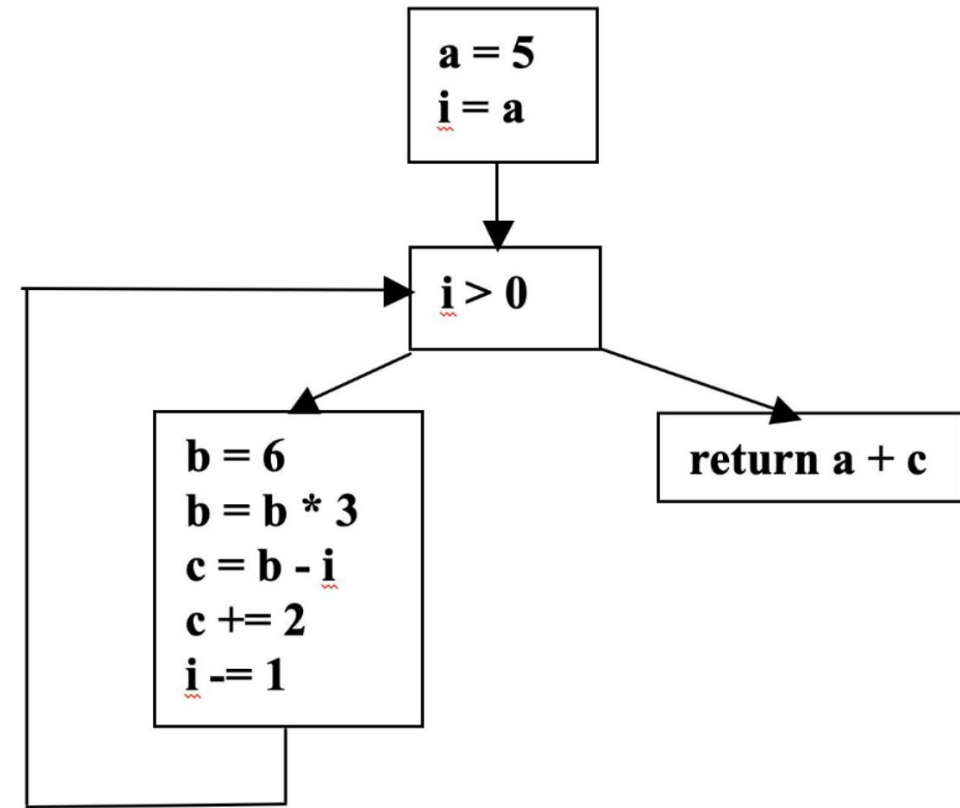 a = 5
i = a
i > 0
b = 6
b = b * 3
c = b - i
c += 2
i -= 1
return a + c